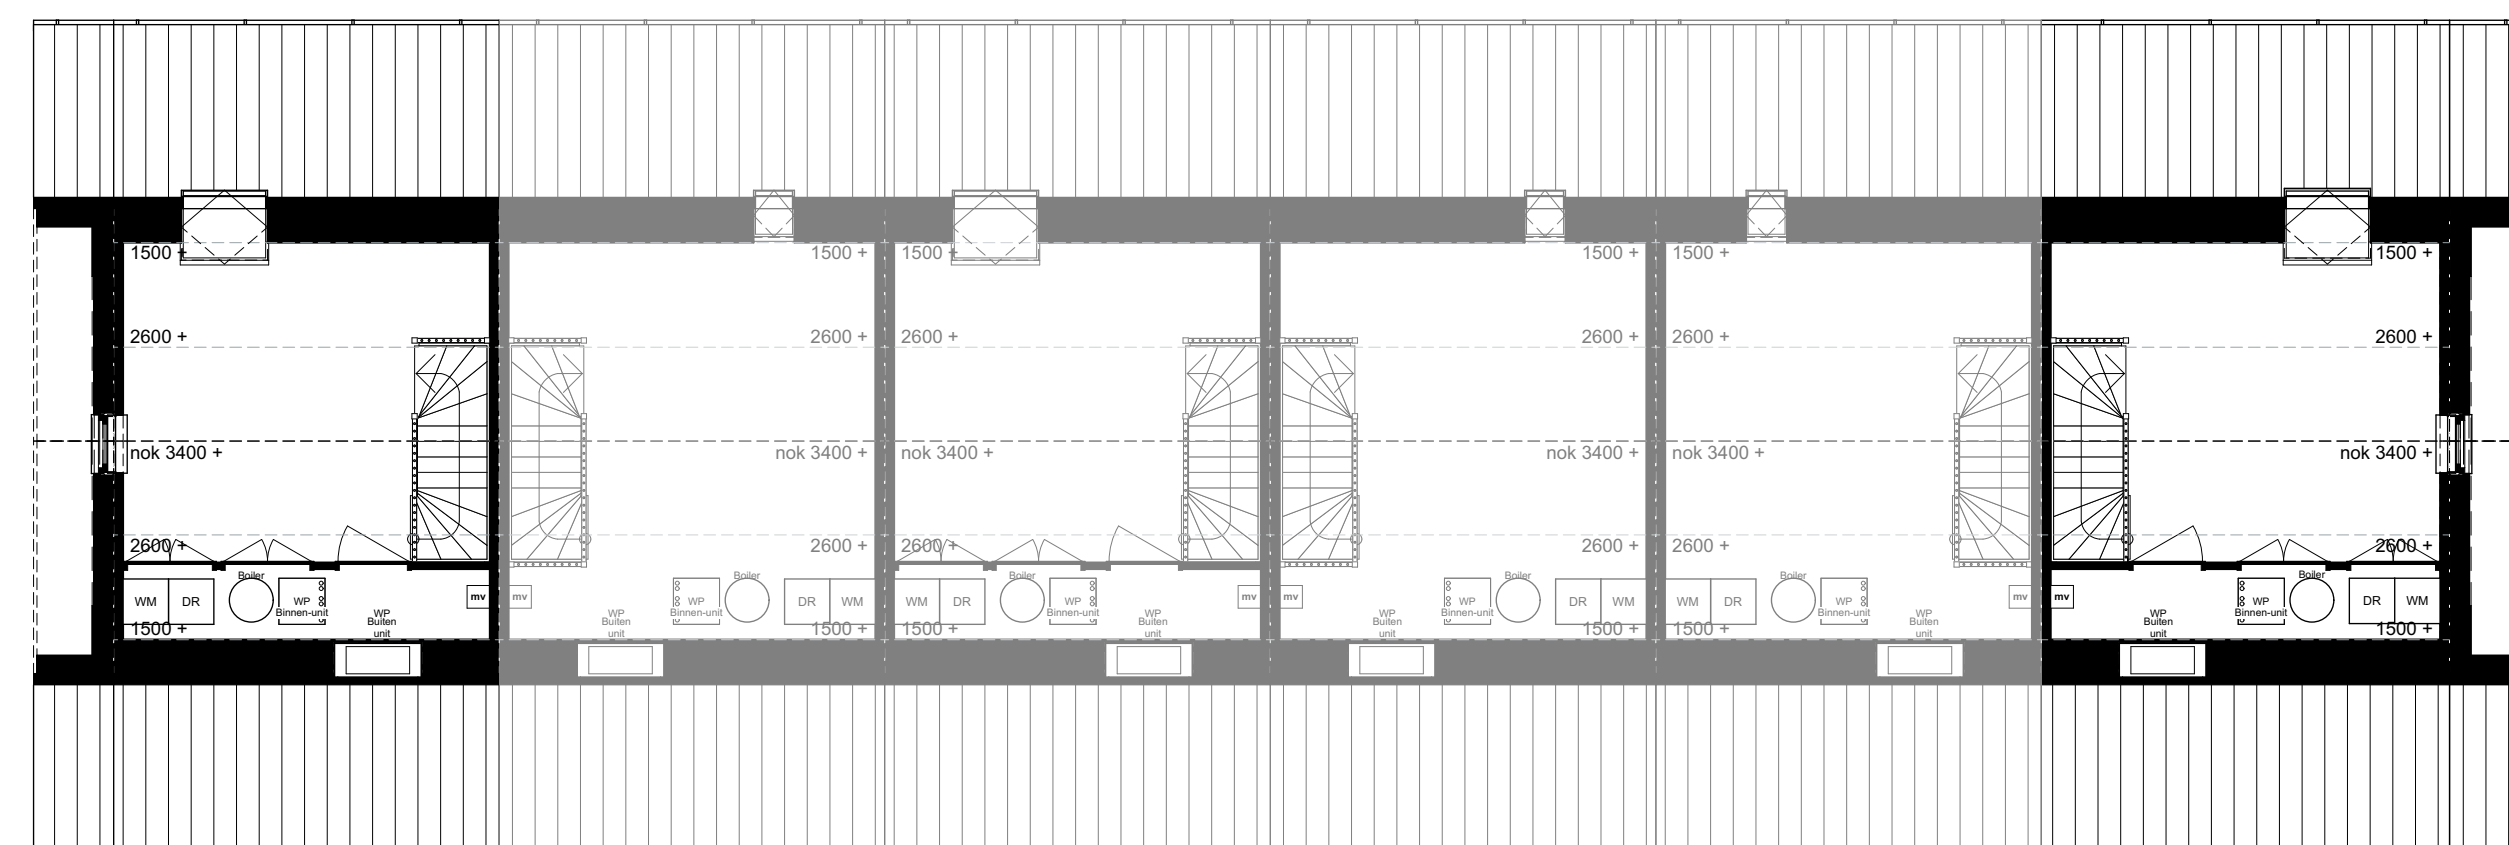 1500 + 1500 + 1500 + 1500 + 1500 + 1500 +
2600 + 2600 + 2600 + 2600 + 2600 + 2600 +
nok 3400 + nok 3400 + nok 3400 + nok 3400 + nok 3400 + nok 3400 +
2600 + 2600 + 2600 + 2600 + 2600 + 2600 +
WM DR Boiler WP Binnen-unit WP Buiten unit mv
1500 +
mv WP Buiten unit WP Binnen-unit Boiler DR WM
1500 +
WM DR Boiler WP Binnen-unit WP Buiten unit mv
1500 +
mv WP Buiten unit WP Binnen-unit Boiler DR WM
1500 +
WM DR Boiler WP Binnen-unit WP Buiten unit mv
1500 +
mv WP Buiten unit WP Binnen-unit Boiler DR WM
1500 +